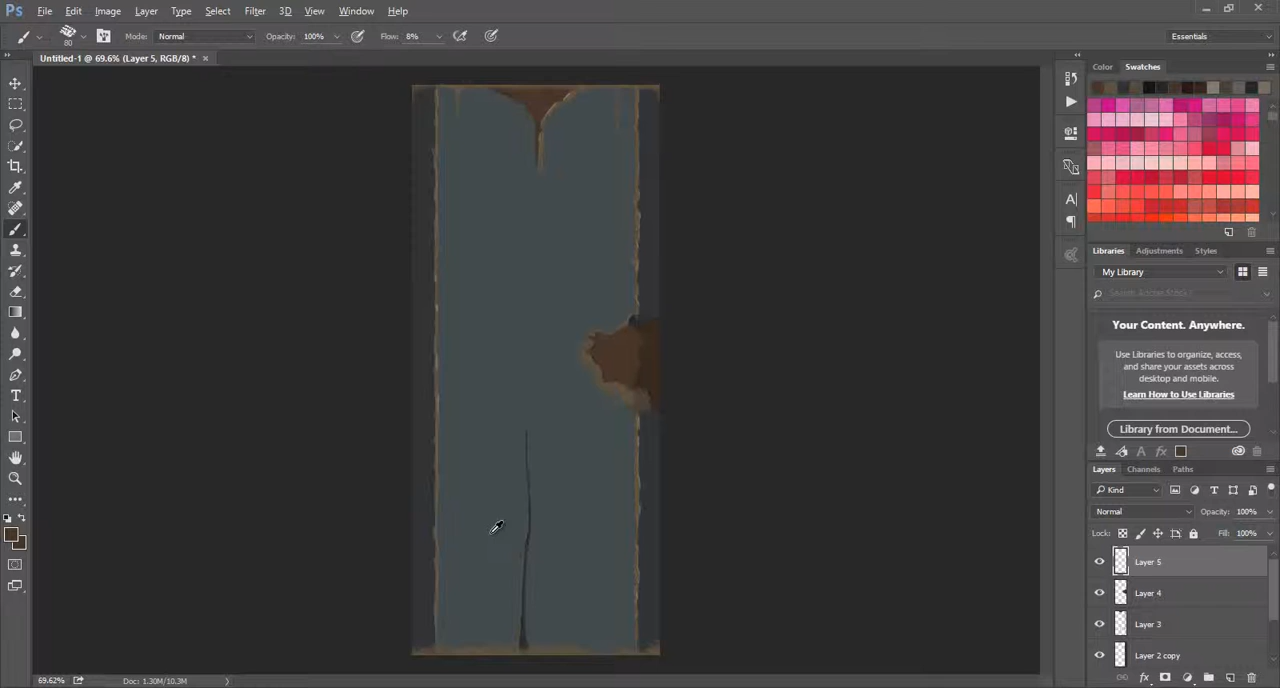 Ps File Edit Image Layer Type Select Filter 3D View Window Help
80 Mode: Normal Opacity: 100% Flow: 8% Essentials
Untitled-1 @ 69.6% (Layer 5, RGB/8) * ×
Color Swatches
Libraries Adjustments Styles
My Library
Your Content. Anywhere.
Use Libraries to organize, access,
and share your assets across
desktop and mobile.
Learn How to Use Libraries
Library from Document...
Layers Channels Paths
Kind
Normal Opacity: 100%
Lock: Fill: 100%
Layer 5
Layer 4
Layer 3
Layer 2 copy
69.62% Doc: 1.30M/10.3M